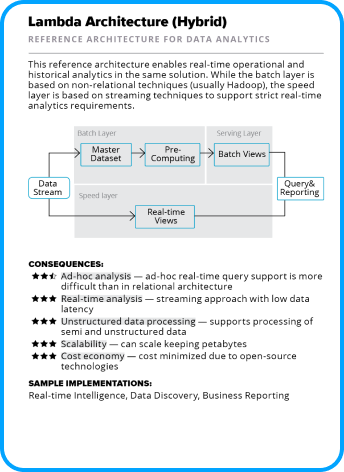 Lambda Architecture (Hybrid)
REFERENCE ARCHITECTURE FOR DATA ANALYTICS
This reference architecture enables real-time operational and
historical analytics in the same solution. While the batch layer is
based on non-relational techniques (usually Hadoop), the speed
layer is based on streaming techniques to support strict real-time
analytics requirements.
Batch Layer
Serving Layer
Master
Dataset
Pre-
Computing
Batch Views
Data
Stream
Query&
Reporting
Speed layer
Real-time
Views
CONSEQUENCES:
Ad-hoc analysis — ad-hoc real-time query support is more
difficult than in relational architecture
Real-time analysis — streaming approach with low data
latency
Unstructured data processing — supports processing of
semi and unstructured data
Scalability — can scale keeping petabytes
Cost economy — cost minimized due to open-source
technologies
SAMPLE IMPLEMENTATIONS:
Real-time Intelligence, Data Discovery, Business Reporting